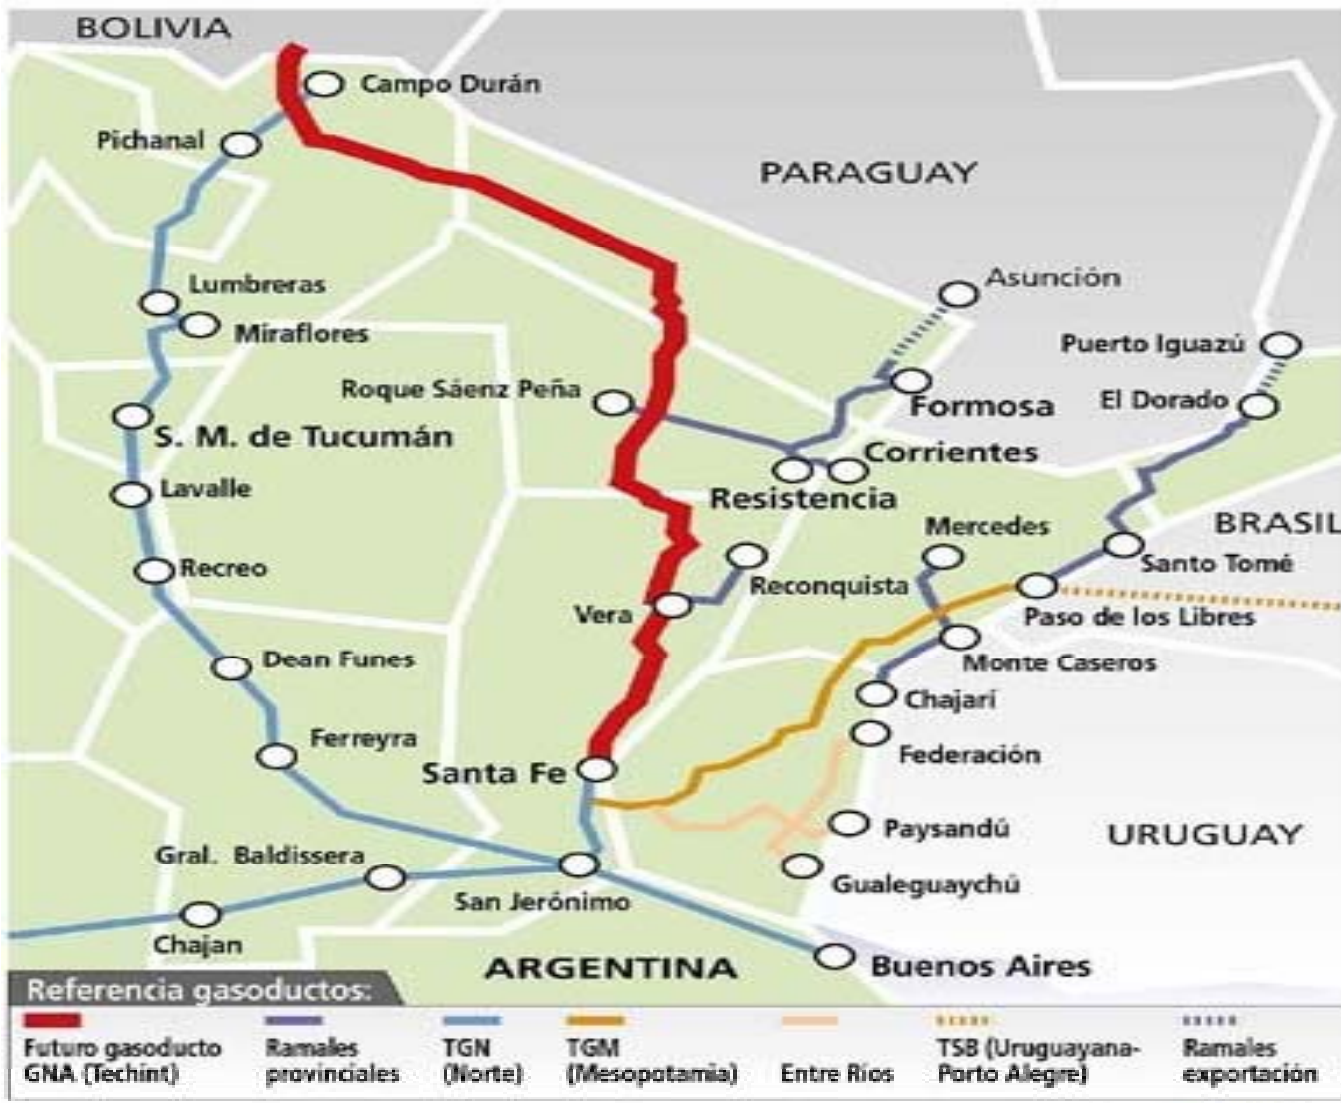 BOLIVIA
Campo Durán
Pichanal
PARAGUAY
Asunción
Lumbreras
Miraflores
Puerto Iguazú
Roque Sáenz Peña
Formosa
El Dorado
S. M. de Tucumán
Corrientes
Lavalle
Resistencia
Mercedes
BRASIL
Recreo
Reconquista
Santo Tomé
Vera
Paso de los Libres
Dean Funes
Monte Caseros
Chajarí
Ferreyra
Federación
Santa Fe
Paysandú
URUGUAY
Gral. Baldissera
Gualeguaychú
San Jerónimo
Chajan
ARGENTINA
Buenos Aires
Referencia gasoductos:
Futuro gasoducto
GNA (Techint)
Ramales
provinciales
TGN
(Norte)
TGM
(Mesopotamia)
Entre Ríos
TSB (Uruguayana-
Porto Alegre)
Ramales
exportación